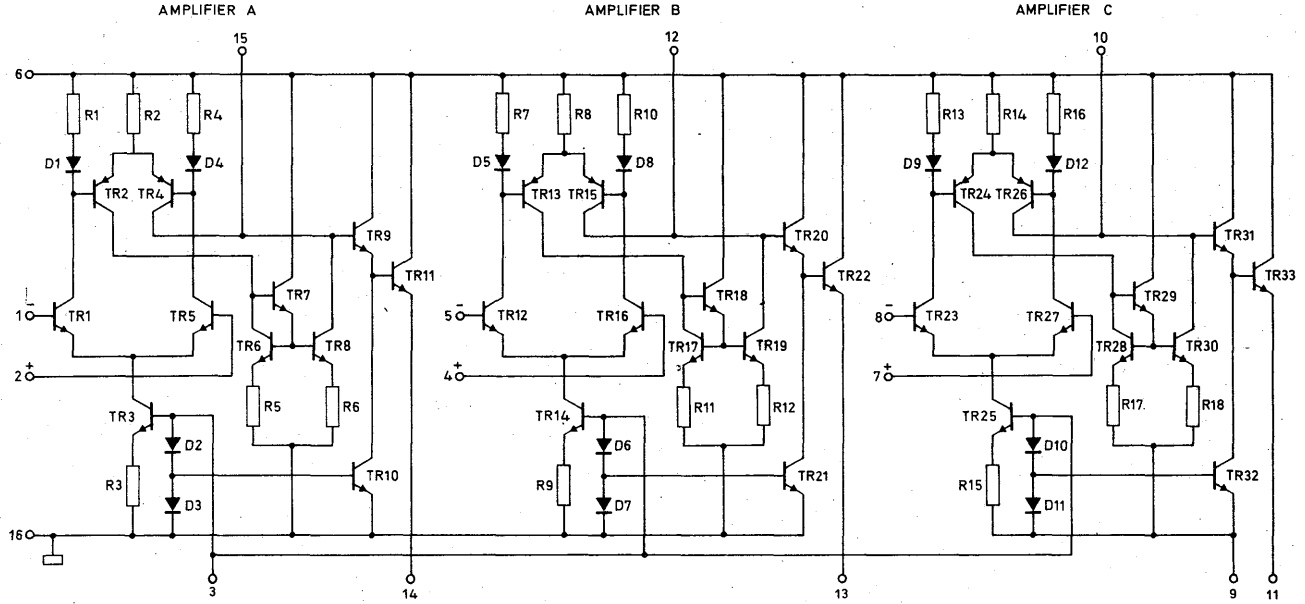 AMPLIFIER A AMPLIFIER B AMPLIFIER C
15 12 10
6
R1 R2 R4 R7 R8 R10 R13 R14 R16
D1 D4 D5 D8 D9 D12
TR2 TR4 TR13 TR15 TR24 TR26
TR9 TR20 TR31
TR11 TR22 TR33
TR7 TR18 TR29
− − −
1 TR1 TR5 5 TR12 TR16 8 TR23 TR27
TR6 TR8 TR17 TR19 TR28 TR30
+ + +
2 4 7
R5 R6 R11 R12 R17 R18
TR3 TR14 TR25
D2 D6 D10
TR10 TR21 TR32
R3 R9 R15
D3 D7 D11
16
3 14 13 9 11